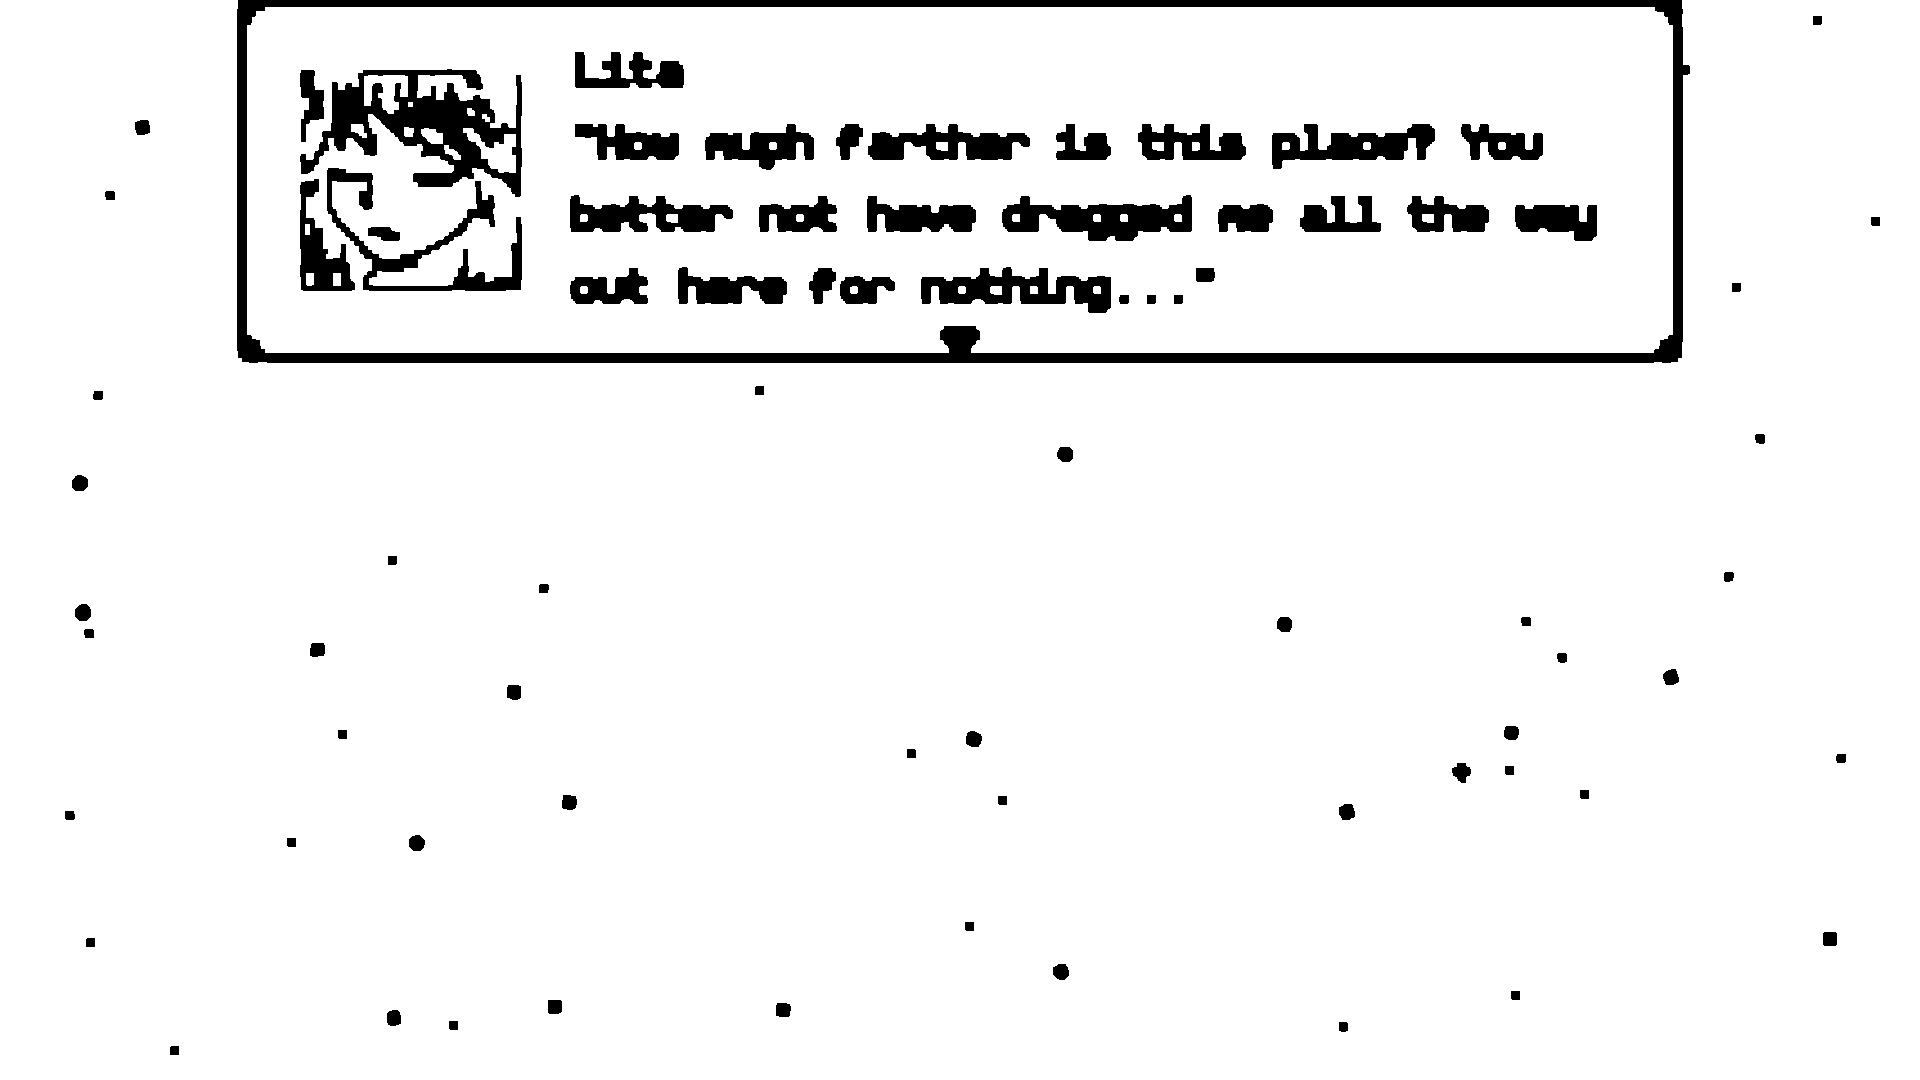 Lita
"How much farther is this place? You
better not have dragged me all the way
out here for nothing..."